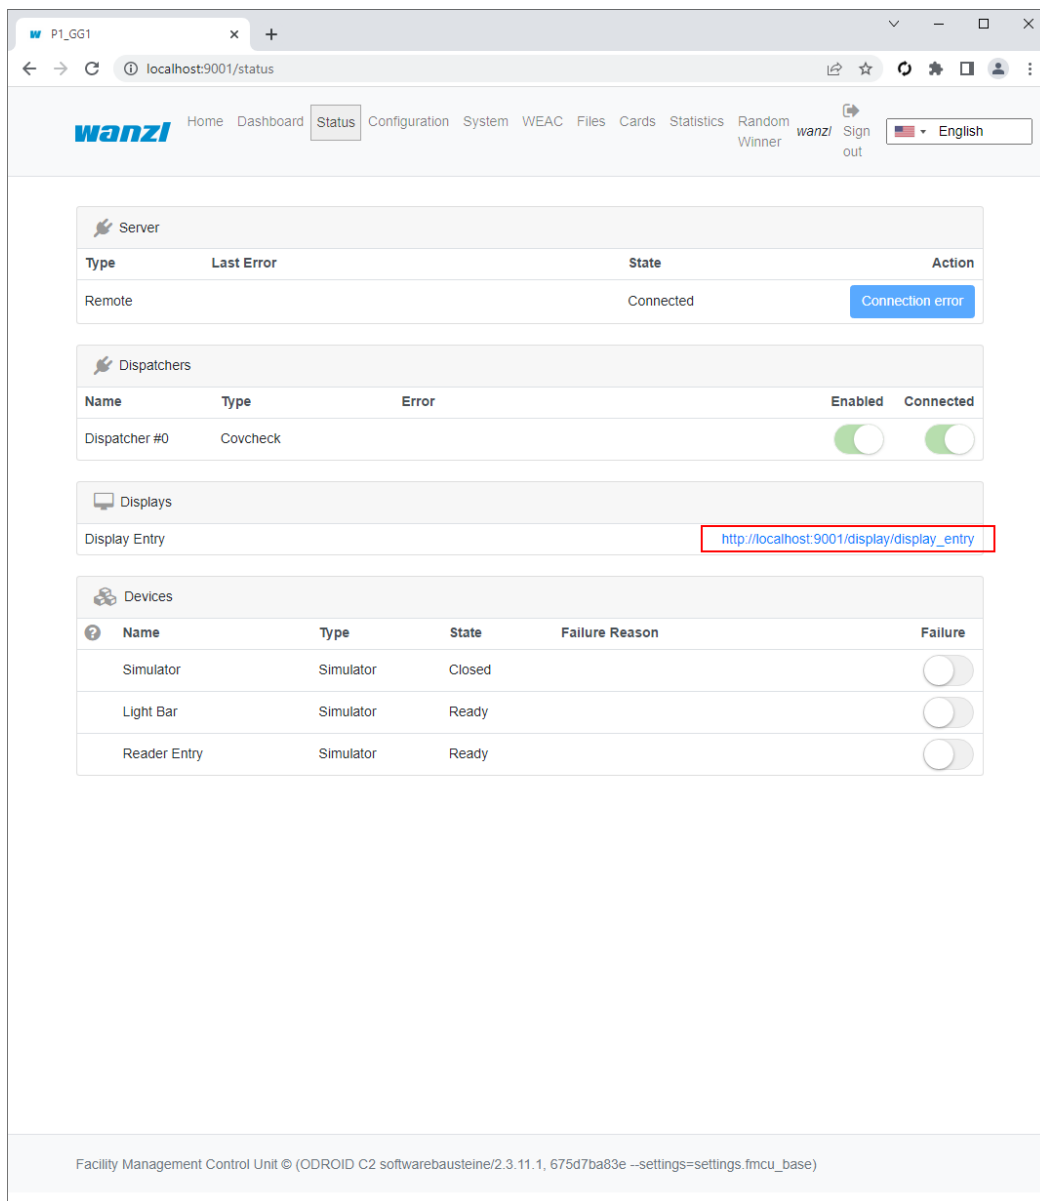 P1_GG1
localhost:9001/status
wanzl Home Dashboard Status Configuration System WEAC Files Cards Statistics Random Winner wanzl Sign out English
Server
Type Last Error State Action
Remote Connected Connection error
Dispatchers
Name Type Error Enabled Connected
Dispatcher #0 Covcheck
Displays
Display Entry http://localhost:9001/display/display_entry
Devices
Name Type State Failure Reason Failure
Simulator Simulator Closed
Light Bar Simulator Ready
Reader Entry Simulator Ready
Facility Management Control Unit © (ODROID C2 softwarebausteine/2.3.11.1, 675d7ba83e --settings=settings.fmcu_base)